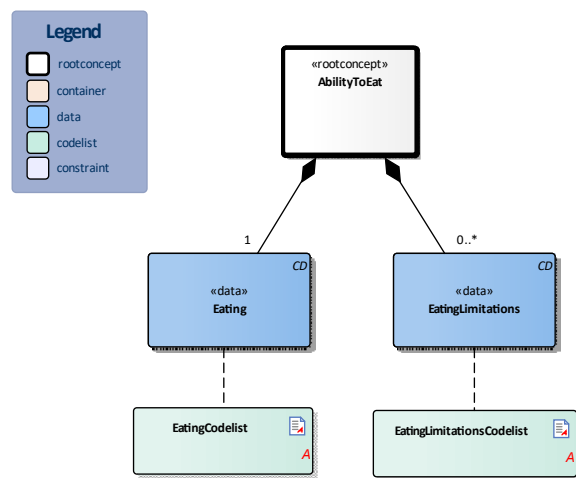 Legend
rootconcept
container
data
codelist
constraint
«rootconcept»
AbilityToEat
1
0..*
CD
«data»
Eating
CD
«data»
EatingLimitations
EatingCodelist
A
EatingLimitationsCodelist
A